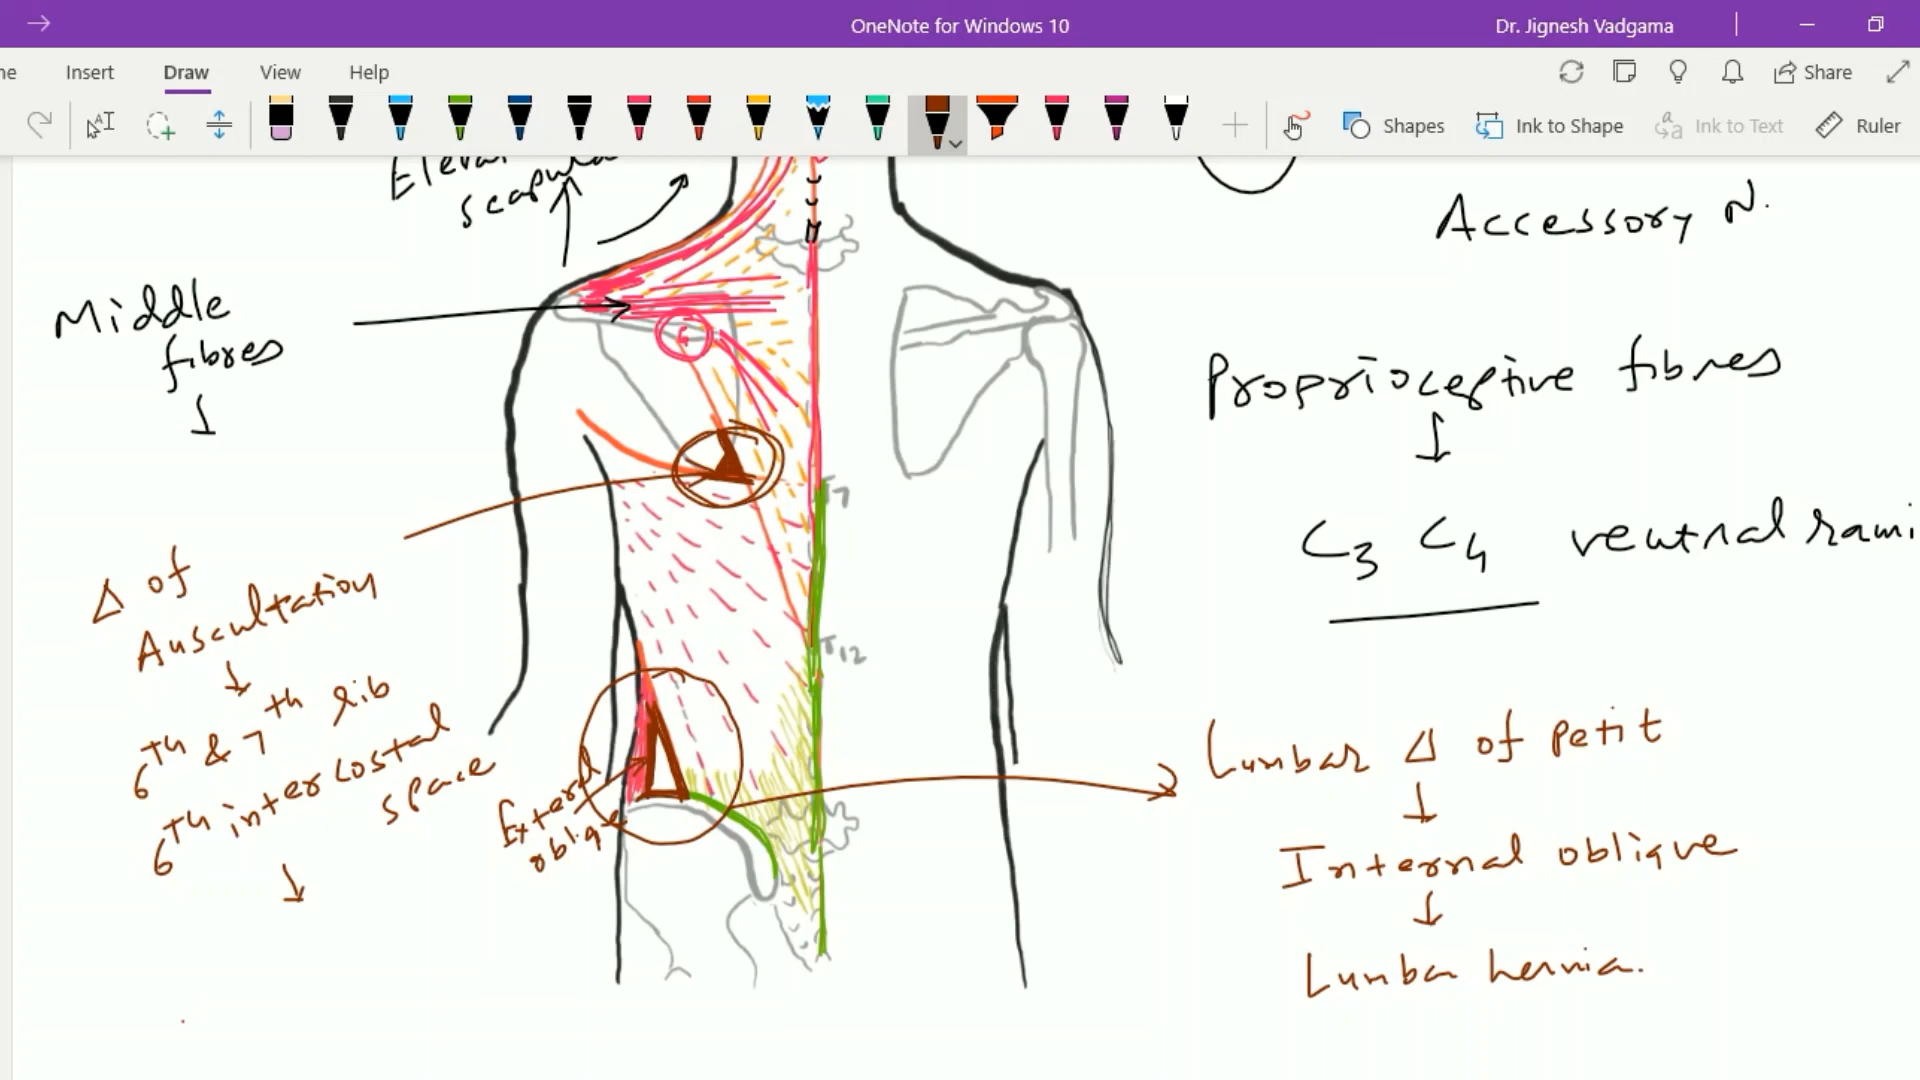 OneNote for Windows 10
Dr. Jignesh Vadgama
Insert
Draw
View
Help
Share
Shapes
Ink to Shape
Ink to Text
Ruler
Accessory N.
Middle
fibres
Proprioceptive fibres
C3 C4 ventral rami
T7
T12
Δ of
Auscultation
6th & 7th rib
6th intercostal
space
External
oblique
Lumbar Δ of petit
Internal oblique
Lumbar hernia.